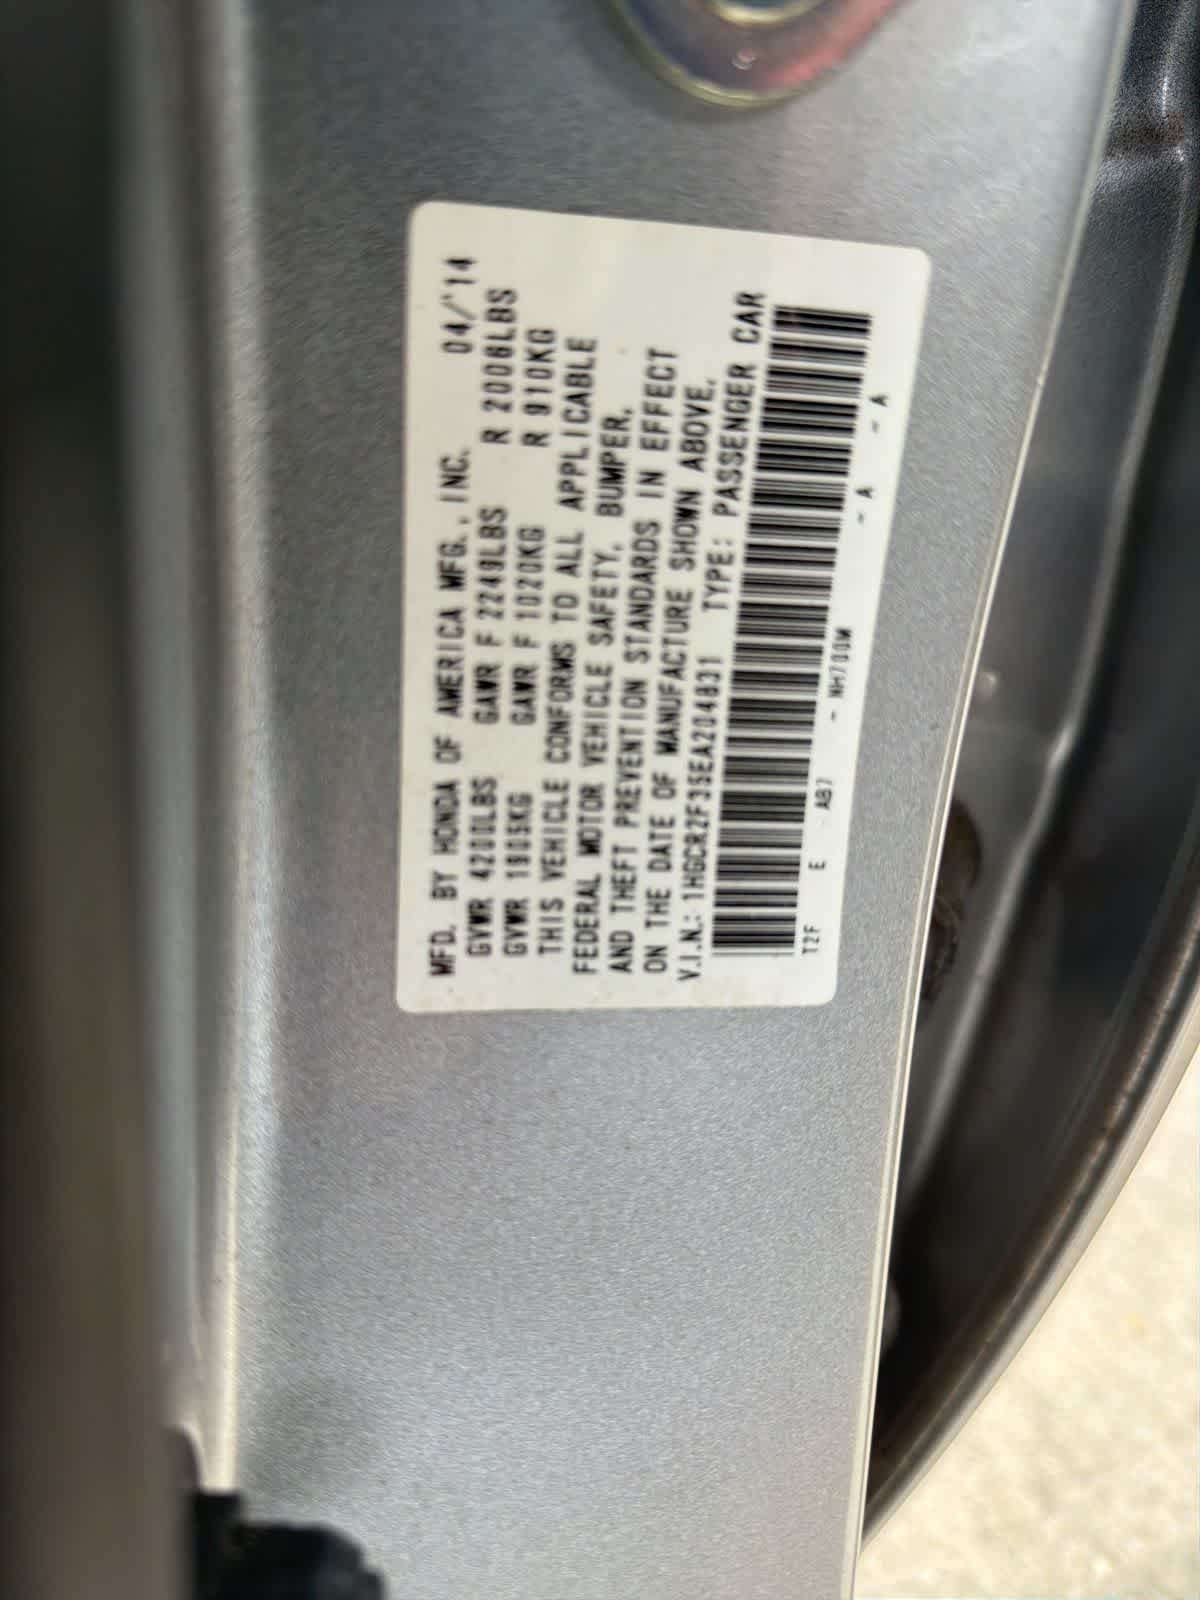 MFD. BY HONDA OF AMERICA MFG., INC. 04/'14
GVWR 4200LBS GAWR F 2249LBS R 2006LBS
GVWR 1905KG GAWR F 1020KG R 910KG
THIS VEHICLE CONFORMS TO ALL APPLICABLE
FEDERAL MOTOR VEHICLE SAFETY, BUMPER,
AND THEFT PREVENTION STANDARDS IN EFFECT
ON THE DATE OF MANUFACTURE SHOWN ABOVE.
V.I.N.: 1HGCR2F35EA204831 TYPE: PASSENGER CAR
T2F E AB7 - NH700M - A - A